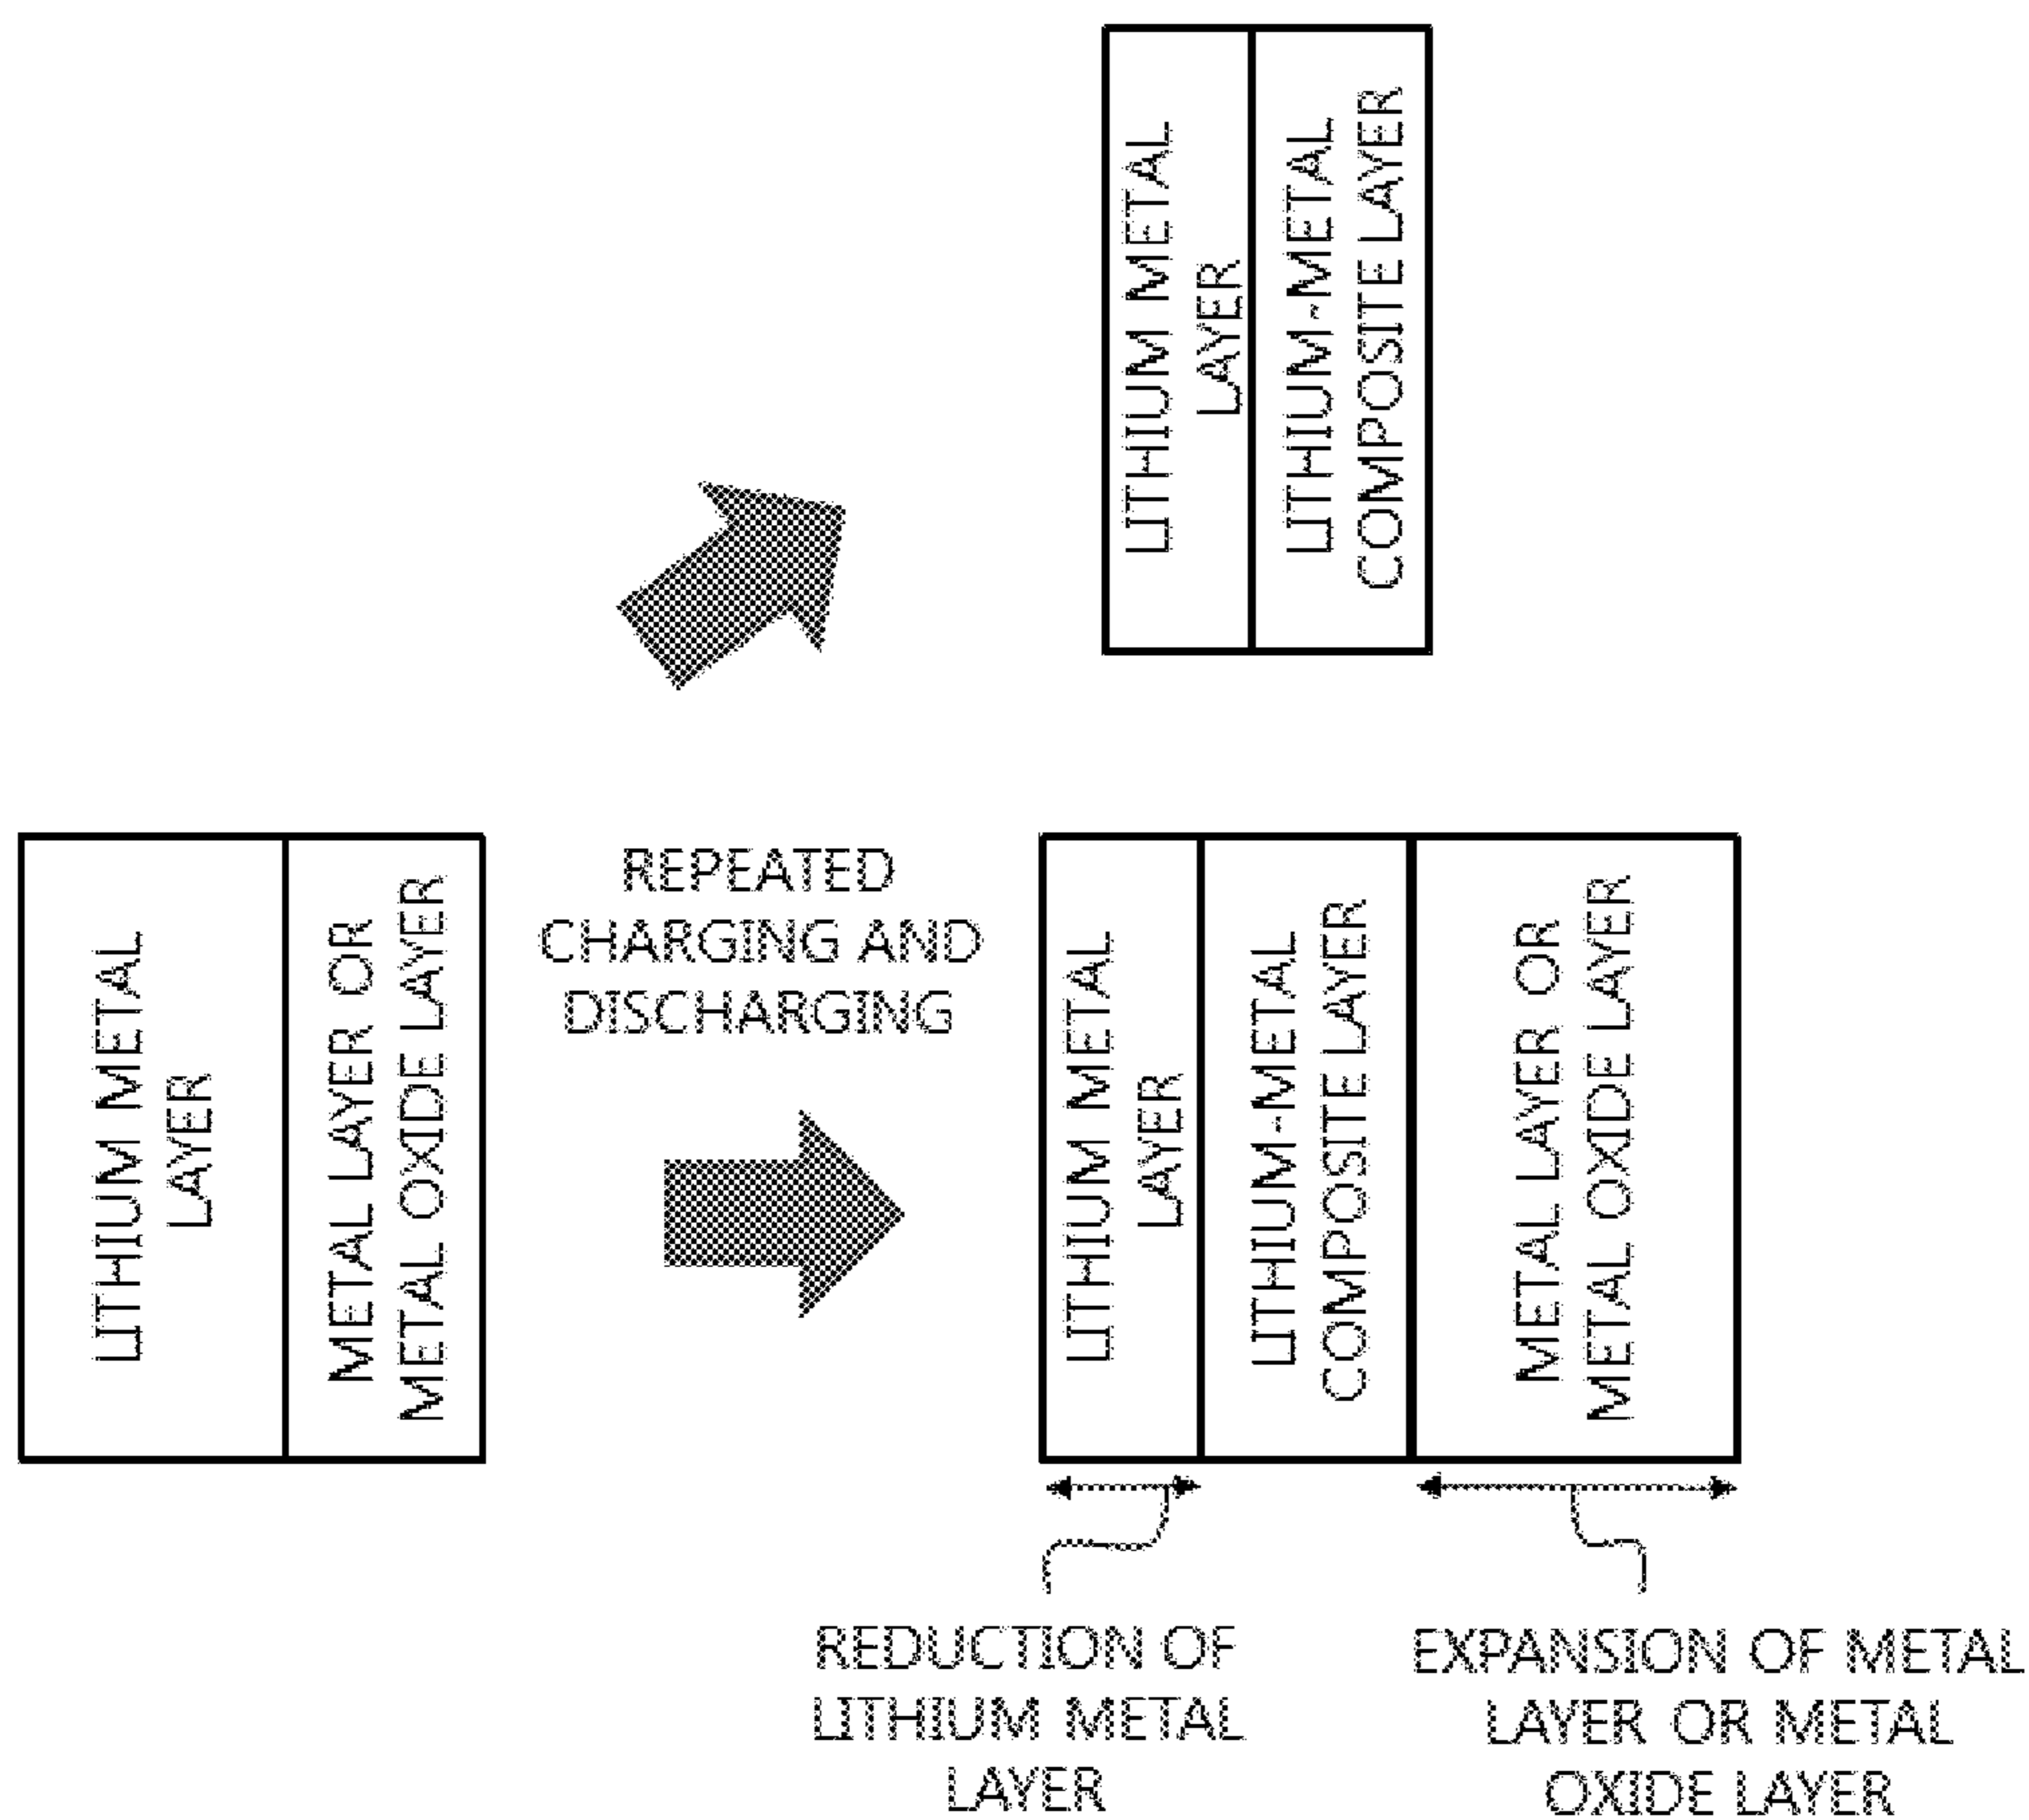 LITHIUM METAL
LAYER
LITHIUM-METAL
COMPOSITE LAYER
LITHIUM METAL
LAYER
METAL LAYER OR
METAL OXIDE LAYER
REPEATED
CHARGING AND
DISCHARGING
LITHIUM METAL
LAYER
LITHIUM-METAL
COMPOSITE LAYER
METAL LAYER OR
METAL OXIDE LAYER
REDUCTION OF
LITHIUM METAL
LAYER
EXPANSION OF METAL
LAYER OR METAL
OXIDE LAYER